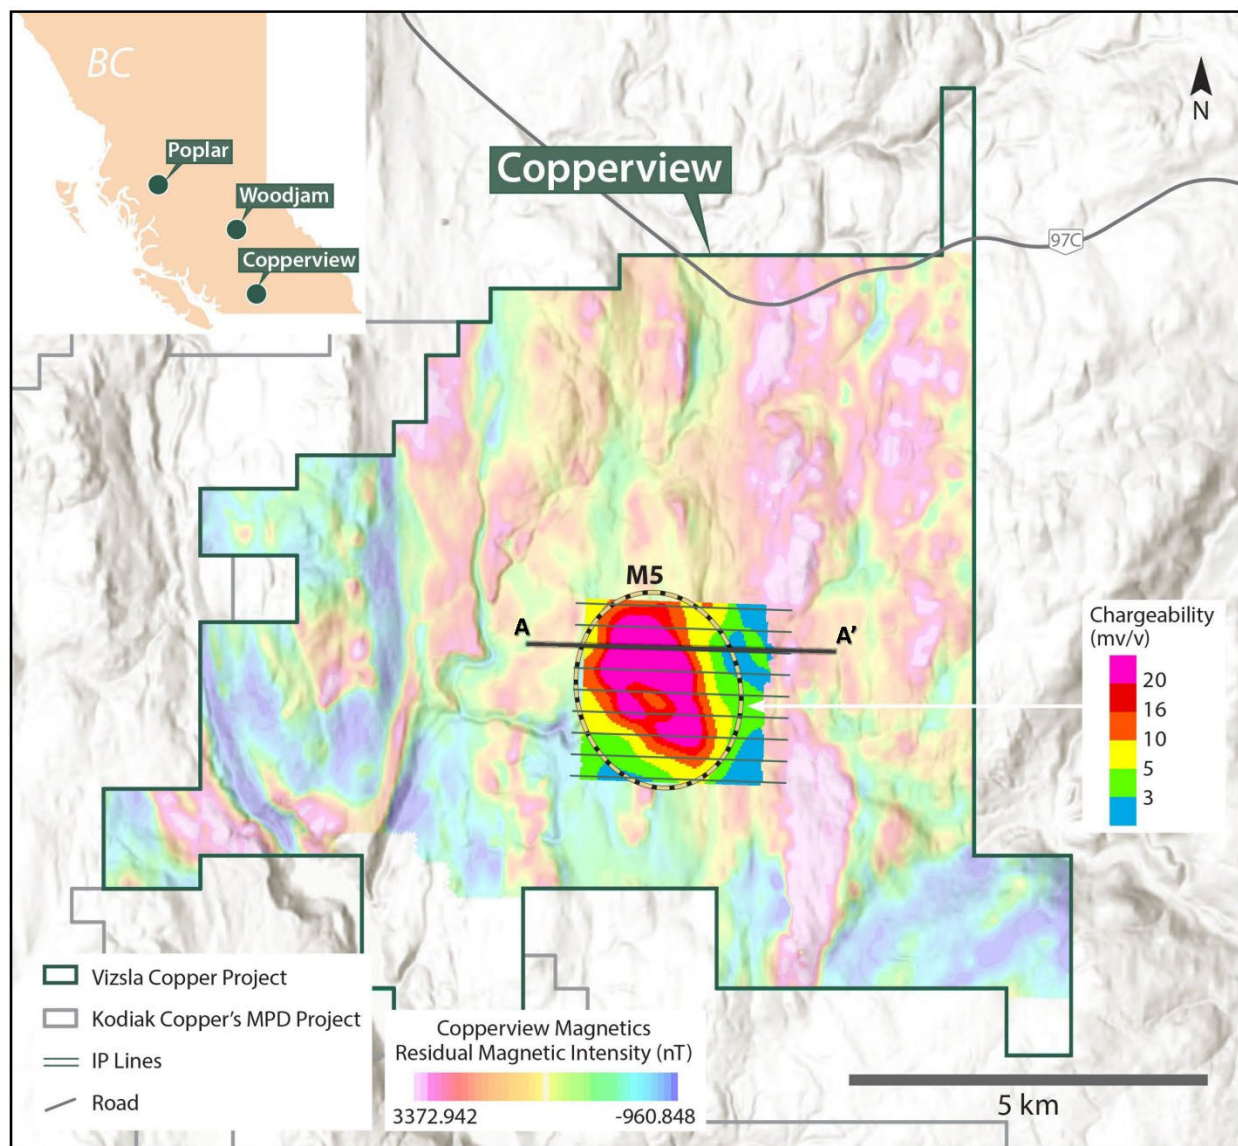 BC
Poplar
Woodjam
Copperview
Copperview
N
97C
M5
A
A'
Chargeability
(mv/v)
20
16
10
5
3
Vizsla Copper Project
Kodiak Copper's MPD Project
IP Lines
Road
Copperview Magnetics
Residual Magnetic Intensity (nT)
3372.942
-960.848
5 km